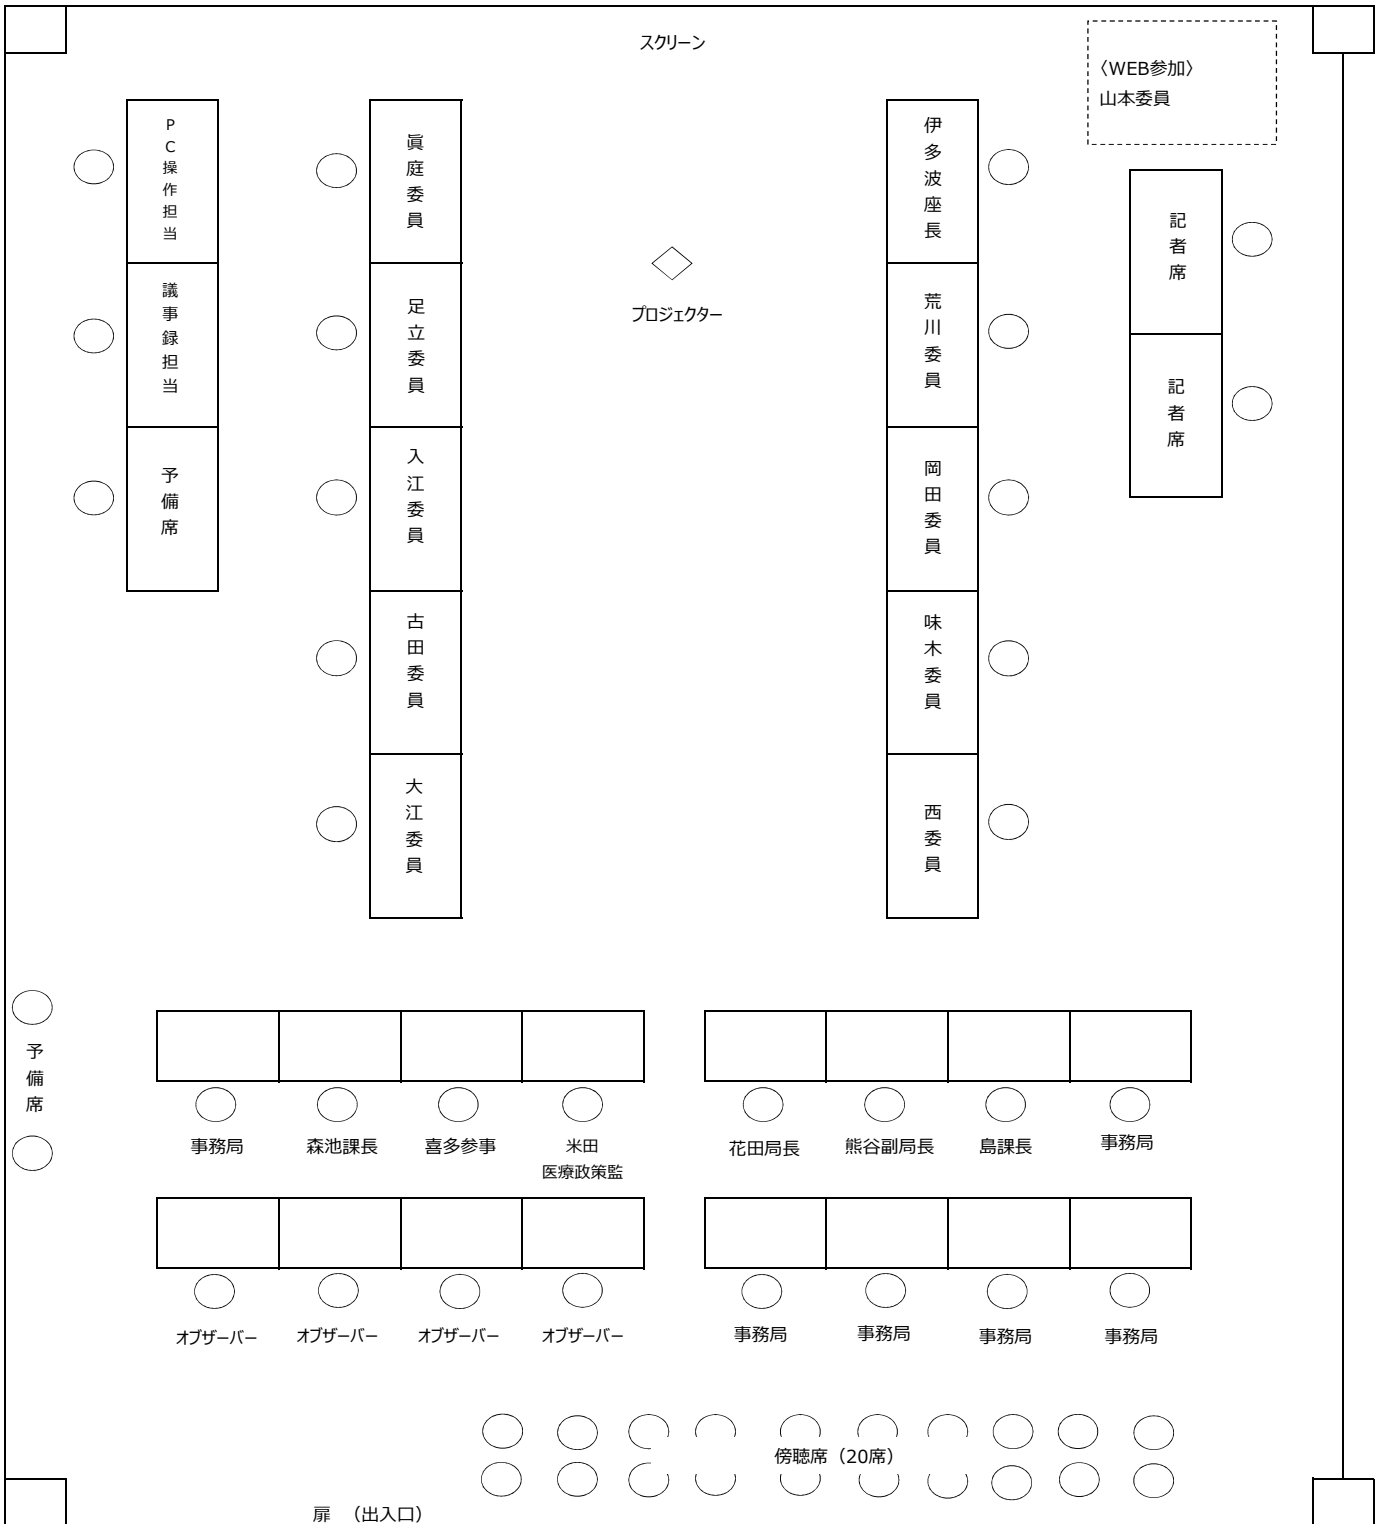 スクリーン
〈WEB参加〉
山本委員
PC操作担当
議事録担当
予備席
眞庭委員
足立委員
入江委員
古田委員
大江委員
プロジェクター
伊多波座長
荒川委員
岡田委員
味木委員
西委員
記者席
記者席
予備席
事務局
森池課長
喜多参事
米田
医療政策監
花田局長
熊谷副局長
島課長
事務局
オブザーバー
オブザーバー
オブザーバー
オブザーバー
事務局
事務局
事務局
事務局
傍聴席（20席）
扉　（出入口）